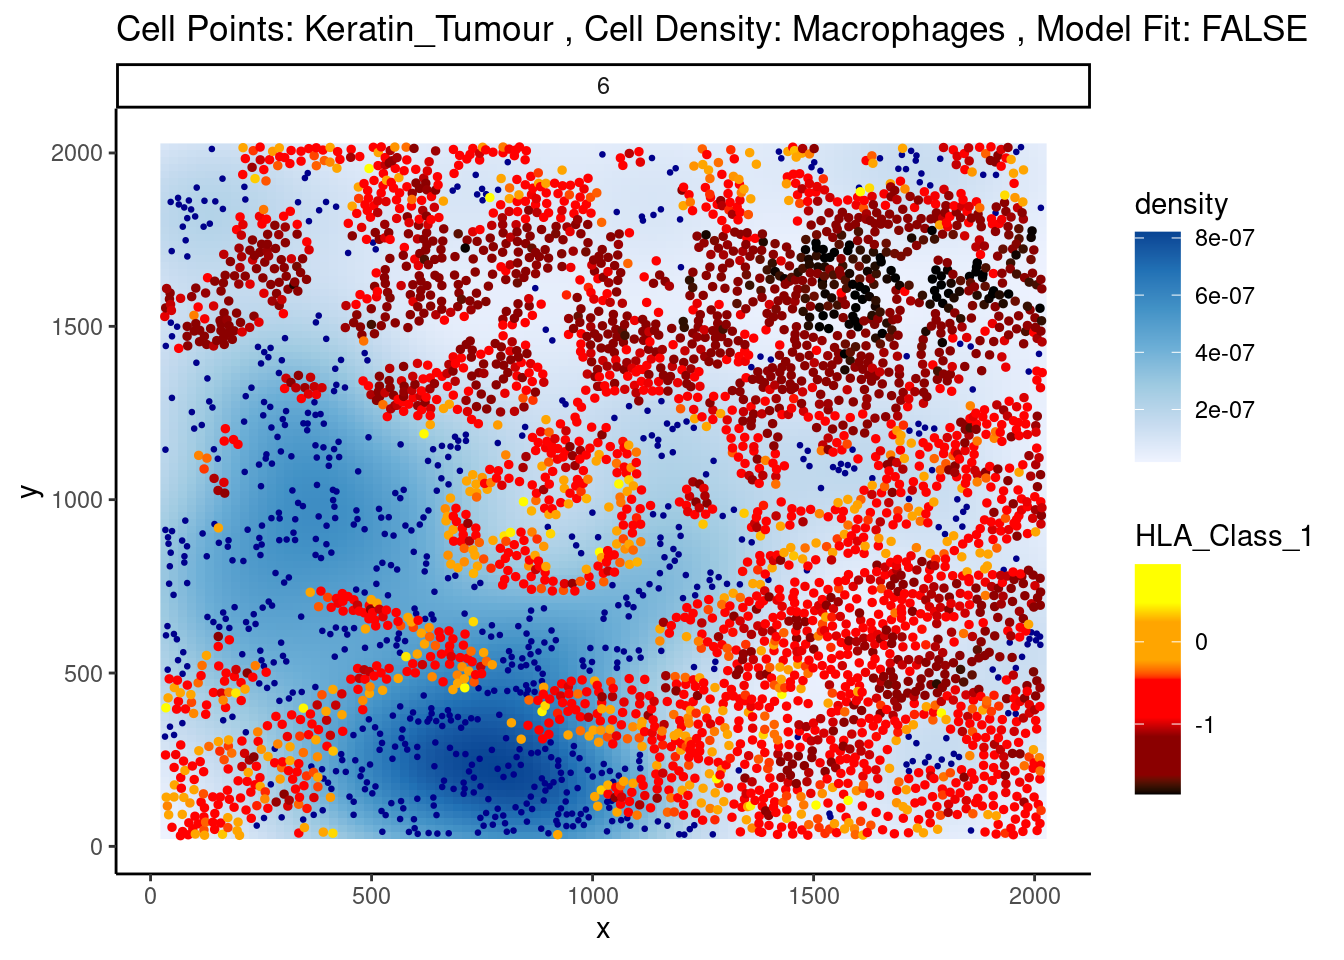 Cell Points: Keratin_Tumour , Cell Density: Macrophages , Model Fit: FALSE
6
2000
1500
1000
500
0
y
0
500
1000
1500
2000
x
density
8e-07
6e-07
4e-07
2e-07
HLA_Class_1
0
-1